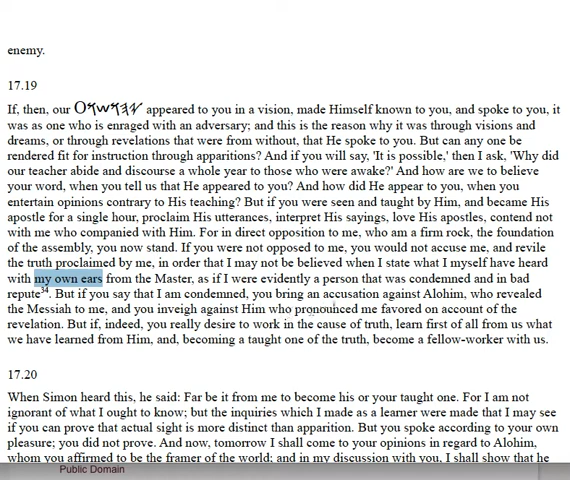 enemy.
17.19
If, then, our appeared to you in a vision, made Himself known to you, and spoke to you, it
was as one who is enraged with an adversary; and this is the reason why it was through visions and
dreams, or through revelations that were from without, that He spoke to you. But can any one be
rendered fit for instruction through apparitions? And if you will say, 'It is possible,' then I ask, 'Why did
our teacher abide and discourse a whole year to those who were awake?' And how are we to believe
your word, when you tell us that He appeared to you? And how did He appear to you, when you
entertain opinions contrary to His teaching? But if you were seen and taught by Him, and became His
apostle for a single hour, proclaim His utterances, interpret His sayings, love His apostles, contend not
with me who companied with Him. For in direct opposition to me, who am a firm rock, the foundation
of the assembly, you now stand. If you were not opposed to me, you would not accuse me, and revile
the truth proclaimed by me, in order that I may not be believed when I state what I myself have heard
with my own ears from the Master, as if I were evidently a person that was condemned and in bad
repute34. But if you say that I am condemned, you bring an accusation against Alohim, who revealed
the Messiah to me, and you inveigh against Him who pronounced me favored on account of the
revelation. But if, indeed, you really desire to work in the cause of truth, learn first of all from us what
we have learned from Him, and, becoming a taught one of the truth, become a fellow-worker with us.
17.20
When Simon heard this, he said: Far be it from me to become his or your taught one. For I am not
ignorant of what I ought to know; but the inquiries which I made as a learner were made that I may see
if you can prove that actual sight is more distinct than apparition. But you spoke according to your own
pleasure; you did not prove. And now, tomorrow I shall come to your opinions in regard to Alohim,
whom you affirmed to be the framer of the world; and in my discussion with you, I shall show that he
Public Domain